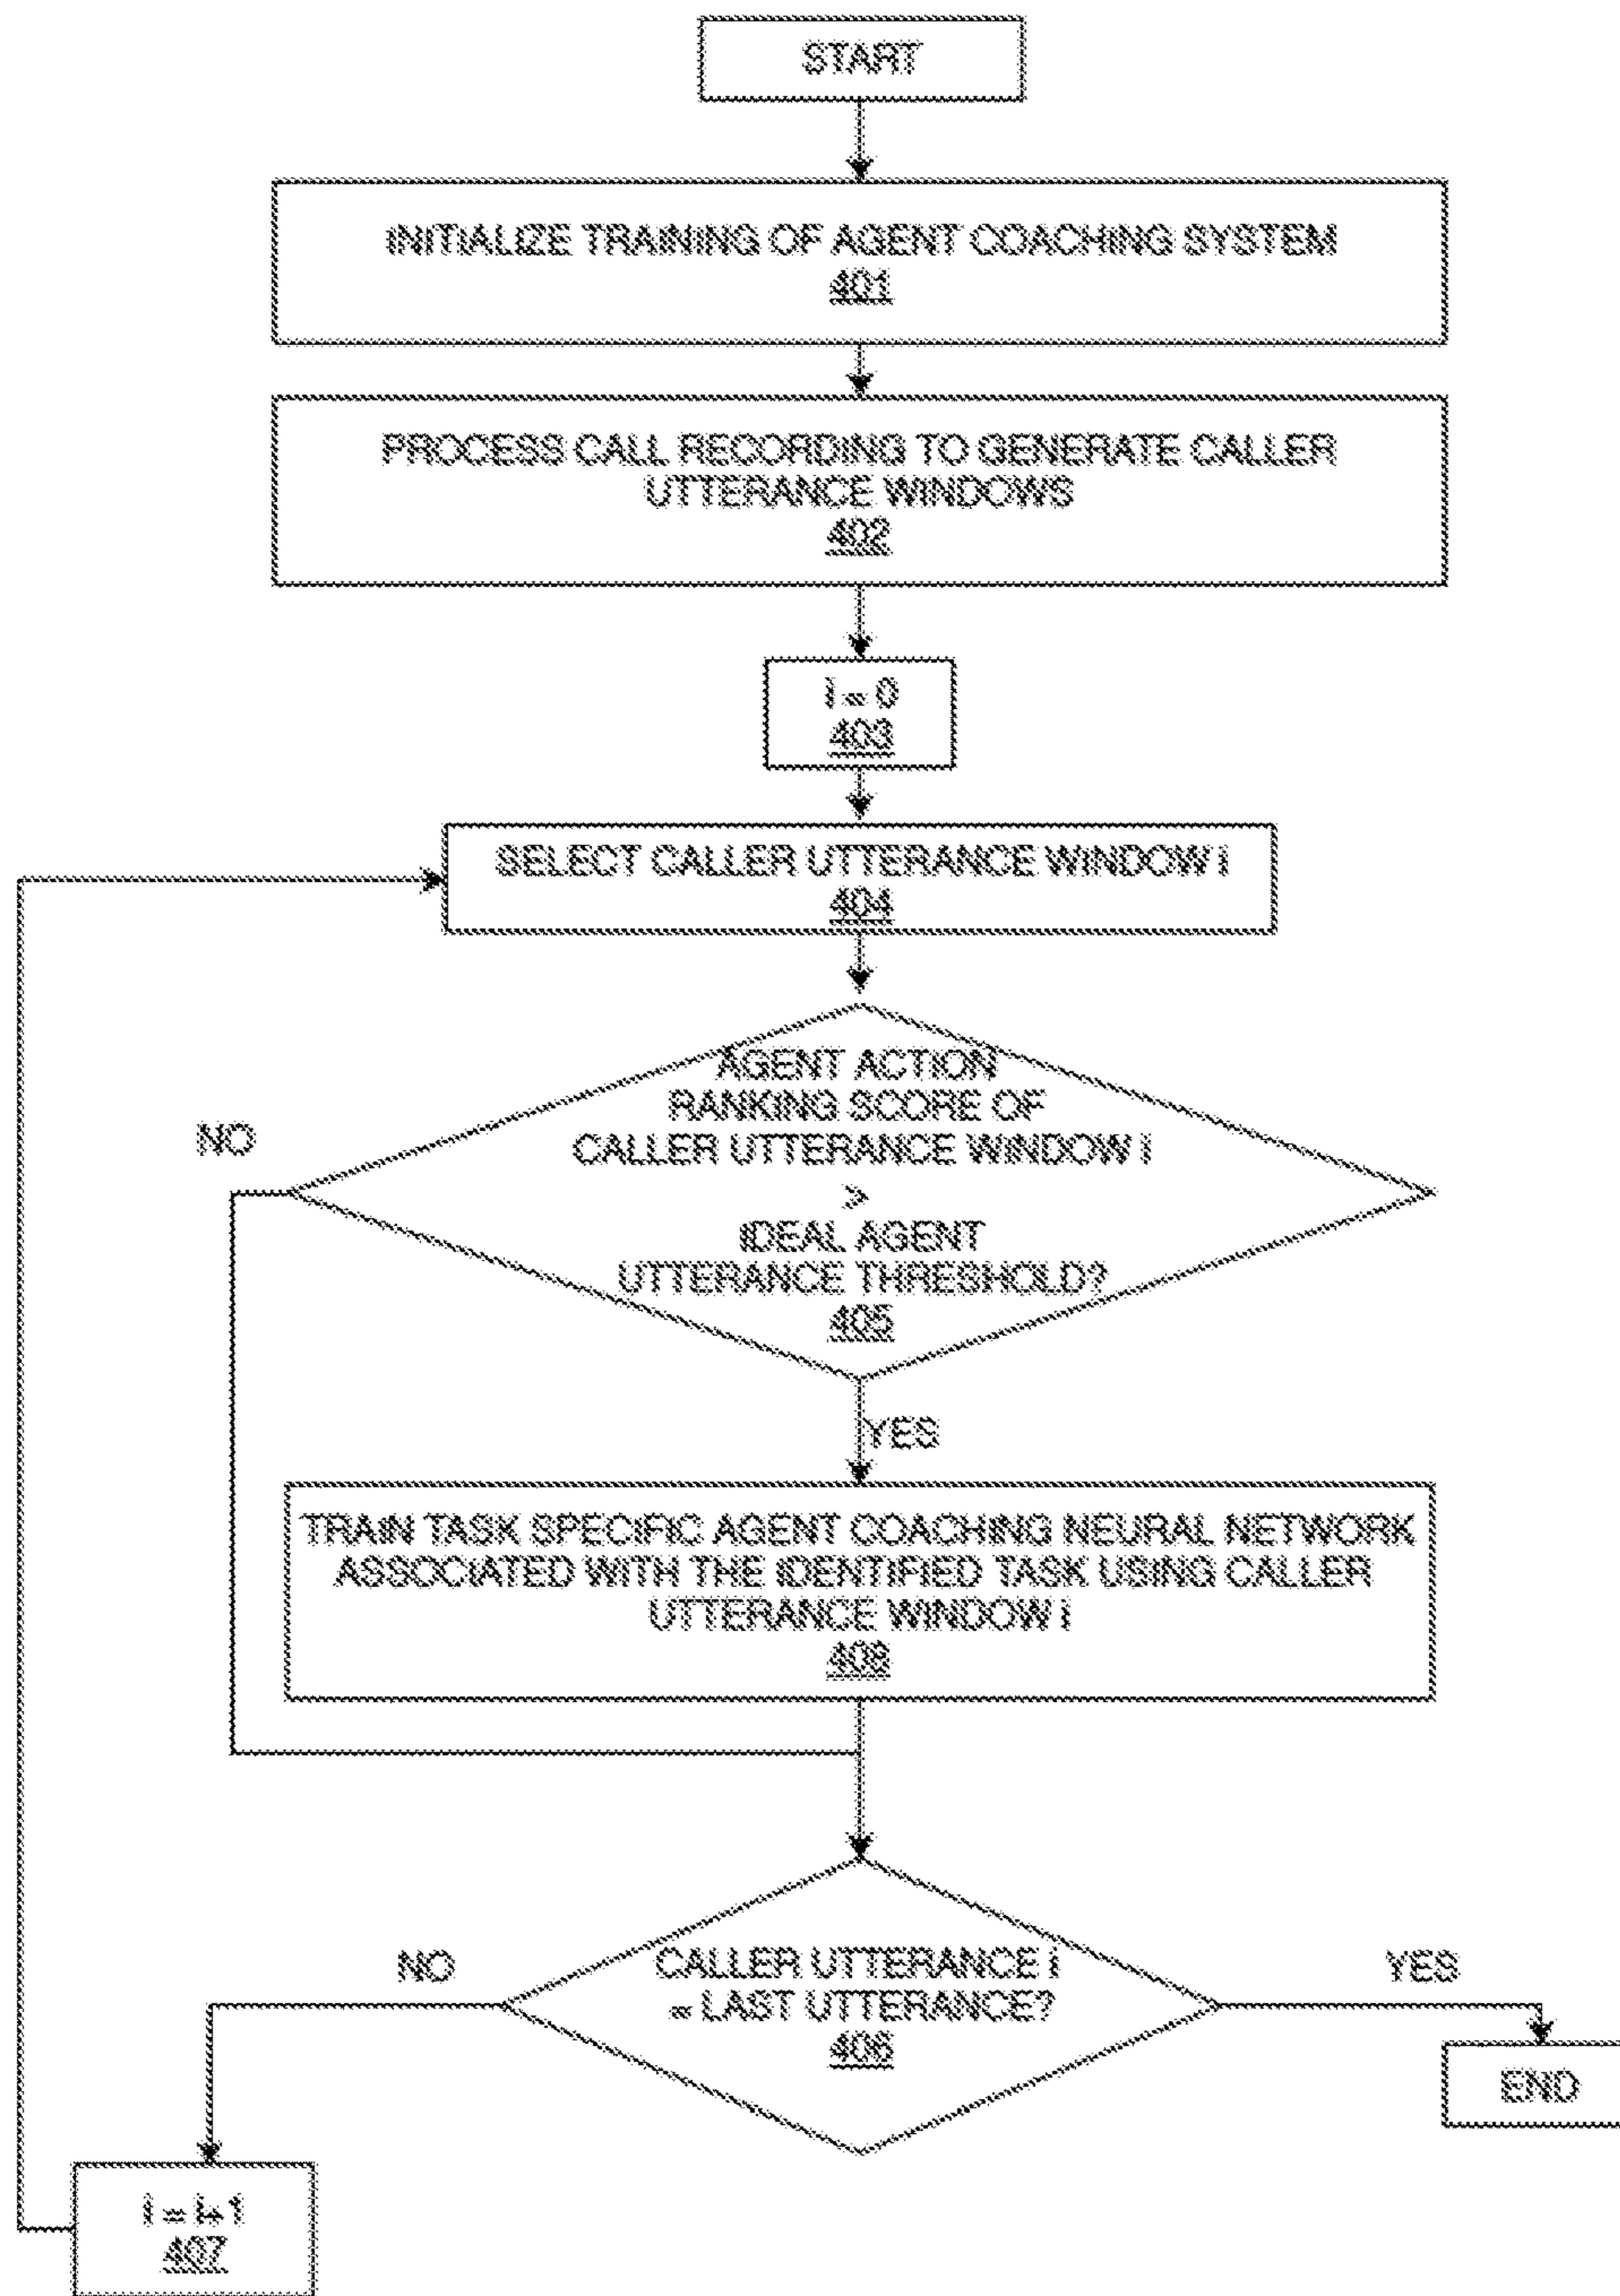 START
INITIALIZE TRAINING OF AGENT COACHING SYSTEM
401
PROCESS CALL RECORDING TO GENERATE CALLER
UTTERANCE WINDOWS
402
i = 0
403
SELECT CALLER UTTERANCE WINDOW i
404
AGENT ACTION
RANKING SCORE OF
CALLER UTTERANCE WINDOW i
>
IDEAL AGENT
UTTERANCE THRESHOLD?
405
NO
YES
TRAIN TASK SPECIFIC AGENT COACHING NEURAL NETWORK
ASSOCIATED WITH THE IDENTIFIED TASK USING CALLER
UTTERANCE WINDOW i
408
CALLER UTTERANCE i
= LAST UTTERANCE?
406
NO
YES
END
i = i+1
407